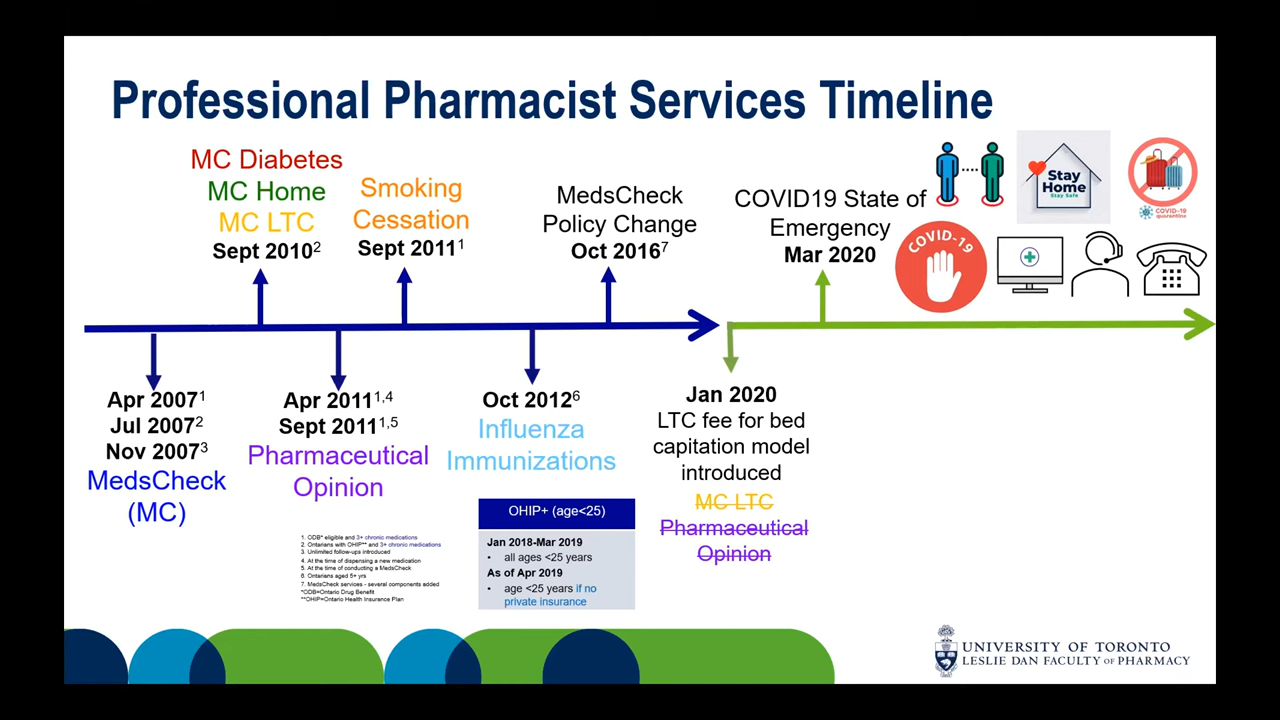 Professional Pharmacist Services Timeline
MC Diabetes
MC Home
MC LTC
Sept 2010²
Smoking
Cessation
Sept 2011¹
MedsCheck
Policy Change
Oct 2016⁷
COVID19 State of
Emergency
Mar 2020
Stay
Home
Stay Safe
COVID-19
quarantine
COVID-19
Apr 2007¹
Jul 2007²
Nov 2007³
MedsCheck
(MC)
Apr 2011¹,⁴
Sept 2011¹,⁵
Pharmaceutical
Opinion
Oct 2012⁶
Influenza
Immunizations
Jan 2020
LTC fee for bed
capitation model
introduced
MC LTC
Pharmaceutical
Opinion
OHIP+ (age<25)
Jan 2018-Mar 2019
• all ages <25 years
As of Apr 2019
• age <25 years if no
private insurance
1. ODB* eligible and 3+ chronic medications
2. Ontarians with OHIP** and 3+ chronic medications
3. Unlimited follow-ups introduced
4. At the time of dispensing a new medication
5. At the time of conducting a MedsCheck
6. Ontarians aged 5+ yrs
7. MedsCheck services - several components added
*ODB=Ontario Drug Benefit
**OHIP=Ontario Health Insurance Plan
UNIVERSITY OF TORONTO
LESLIE DAN FACULTY OF PHARMACY